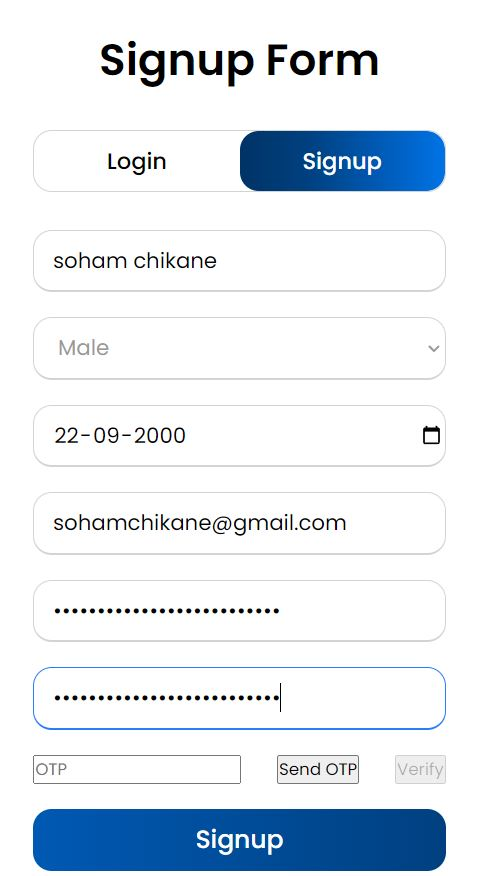 Signup Form
Login Signup
soham chikane
Male
22-09-2000
sohamchikane@gmail.com
••••••••••••••••••••••••••
••••••••••••••••••••••••••
OTP Send OTP Verify
Signup